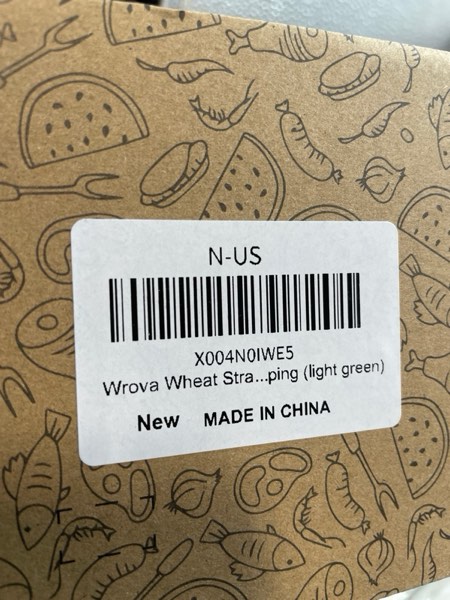 N-US
X004N0IWE5
Wrova Wheat Stra...ping (light green)
New MADE IN CHINA